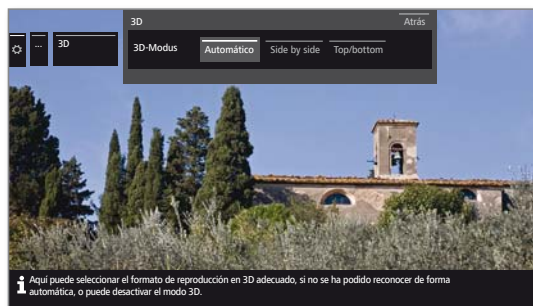 3D
Atrás
... 3D
3D-Modus Automático Side by side Top/bottom
Aquí puede seleccionar el formato de reproducción en 3D adecuado, si no se ha podido reconocer de forma
automática, o puede desactivar el modo 3D.